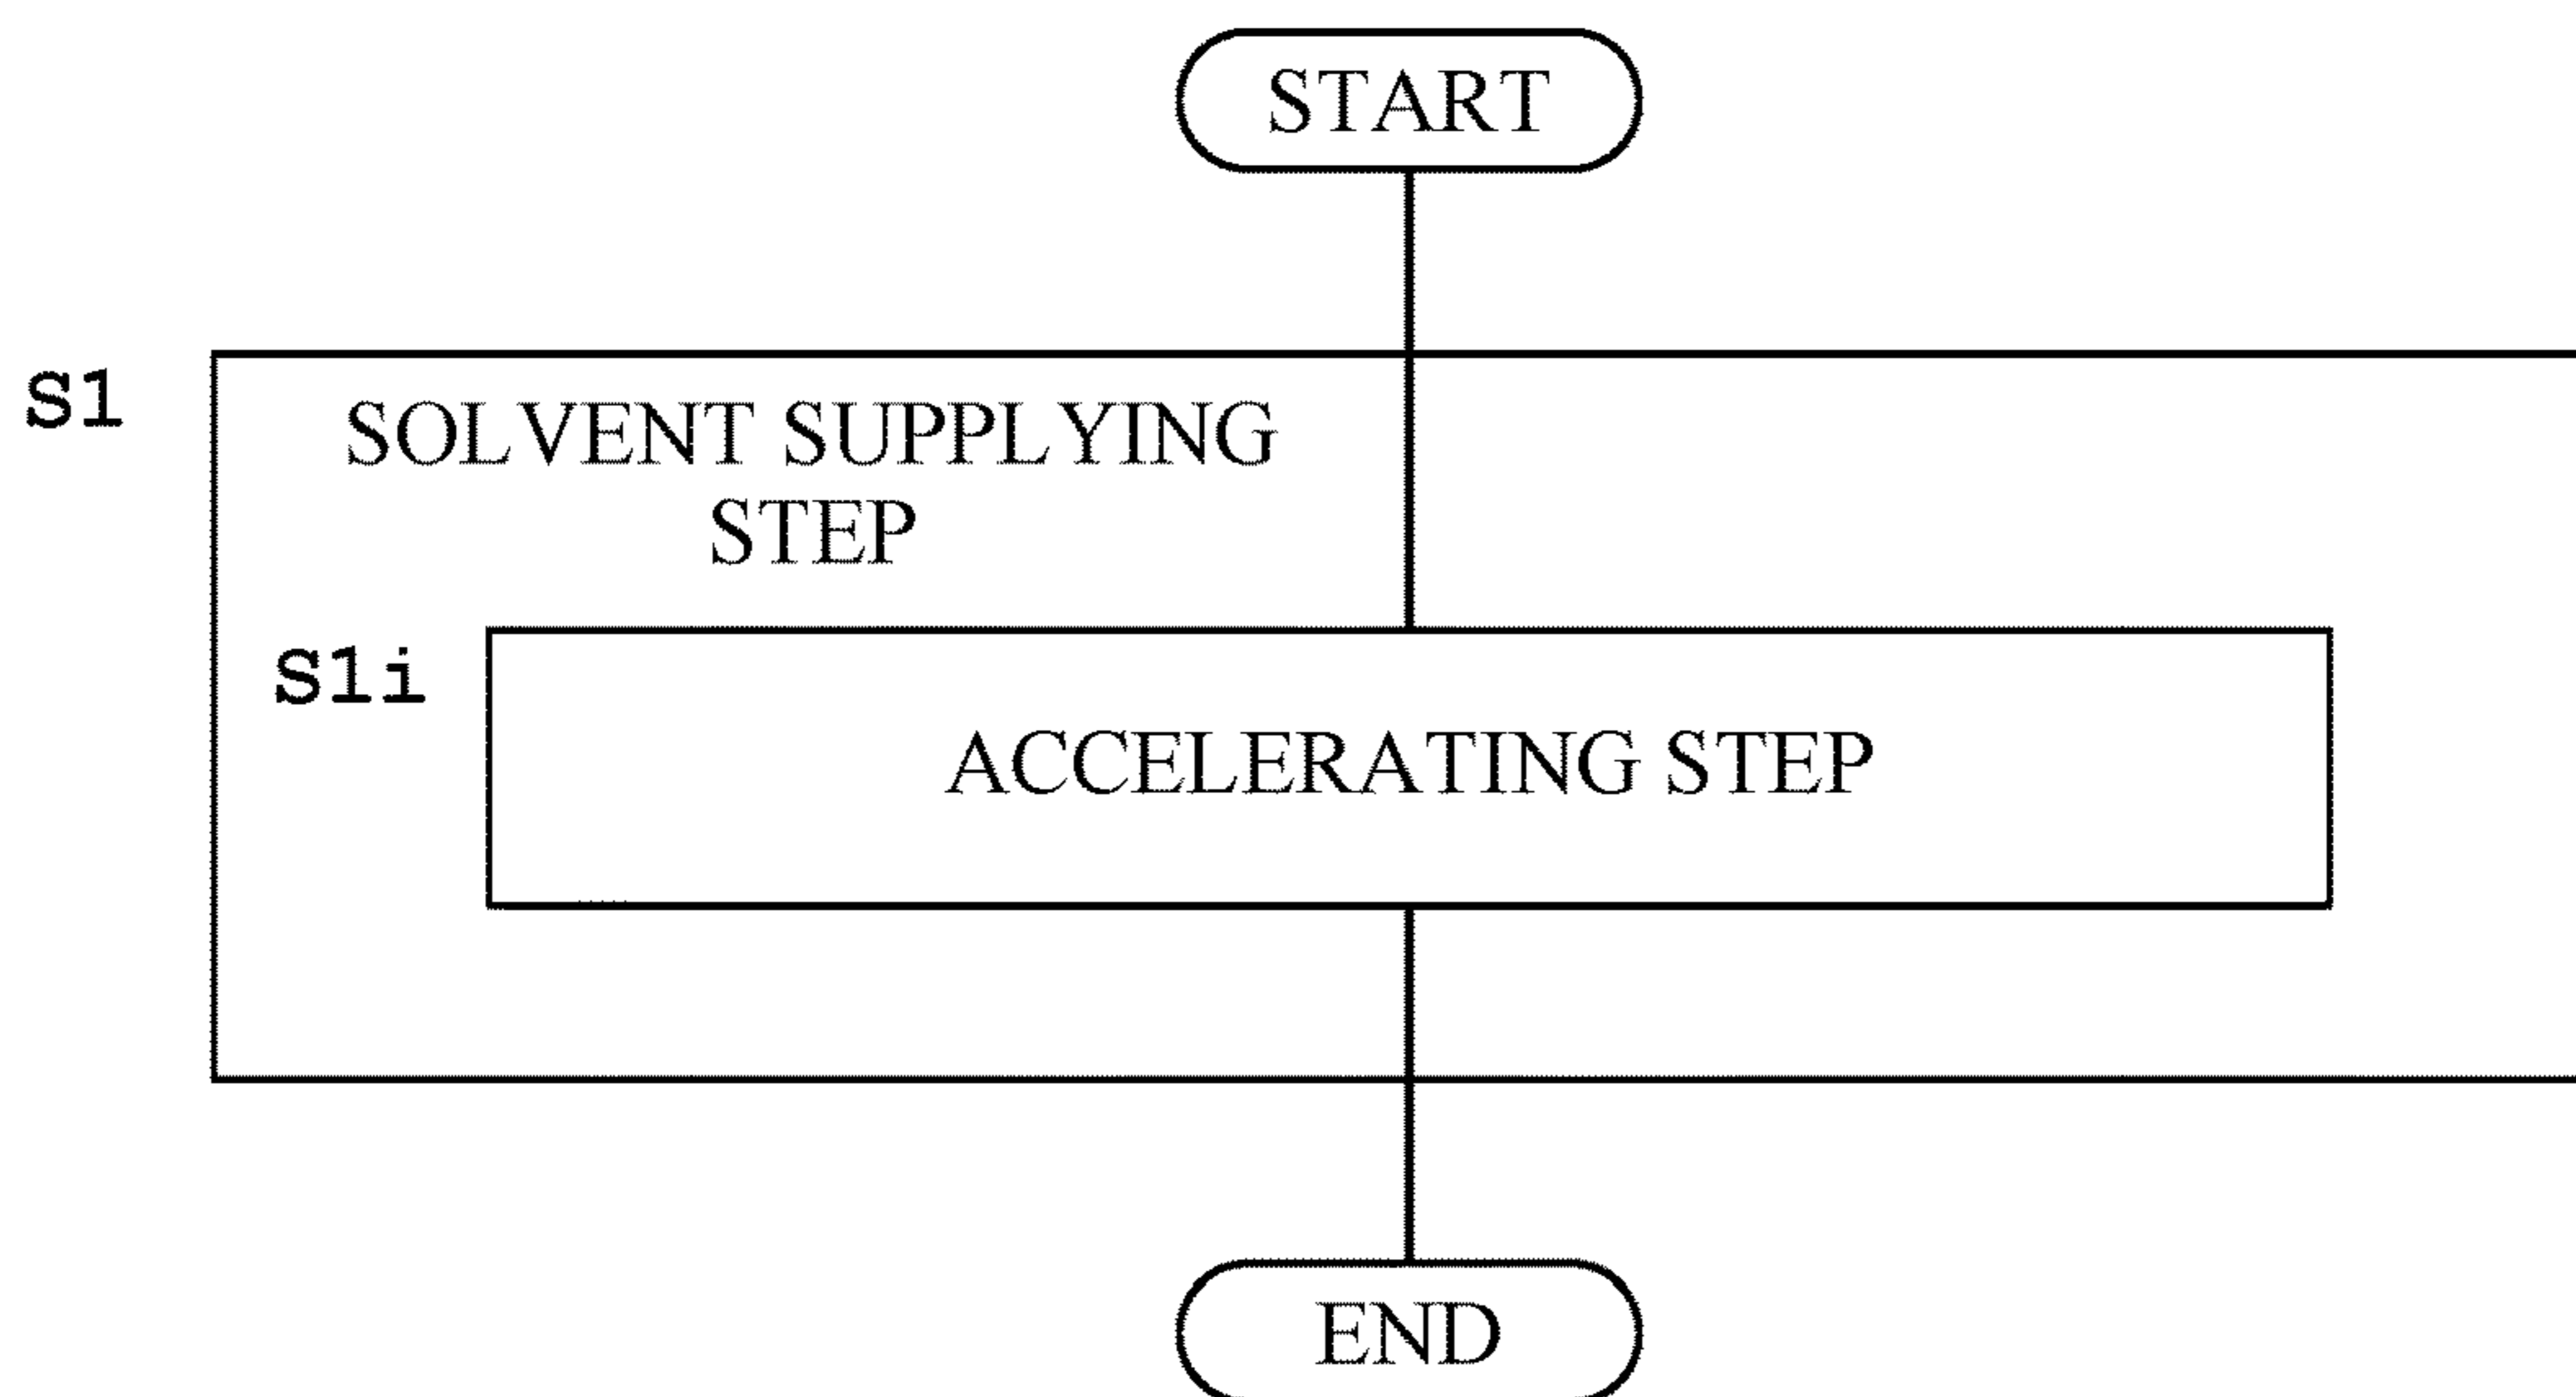 START
S1
SOLVENT SUPPLYING
STEP
S1i
ACCELERATING STEP
END